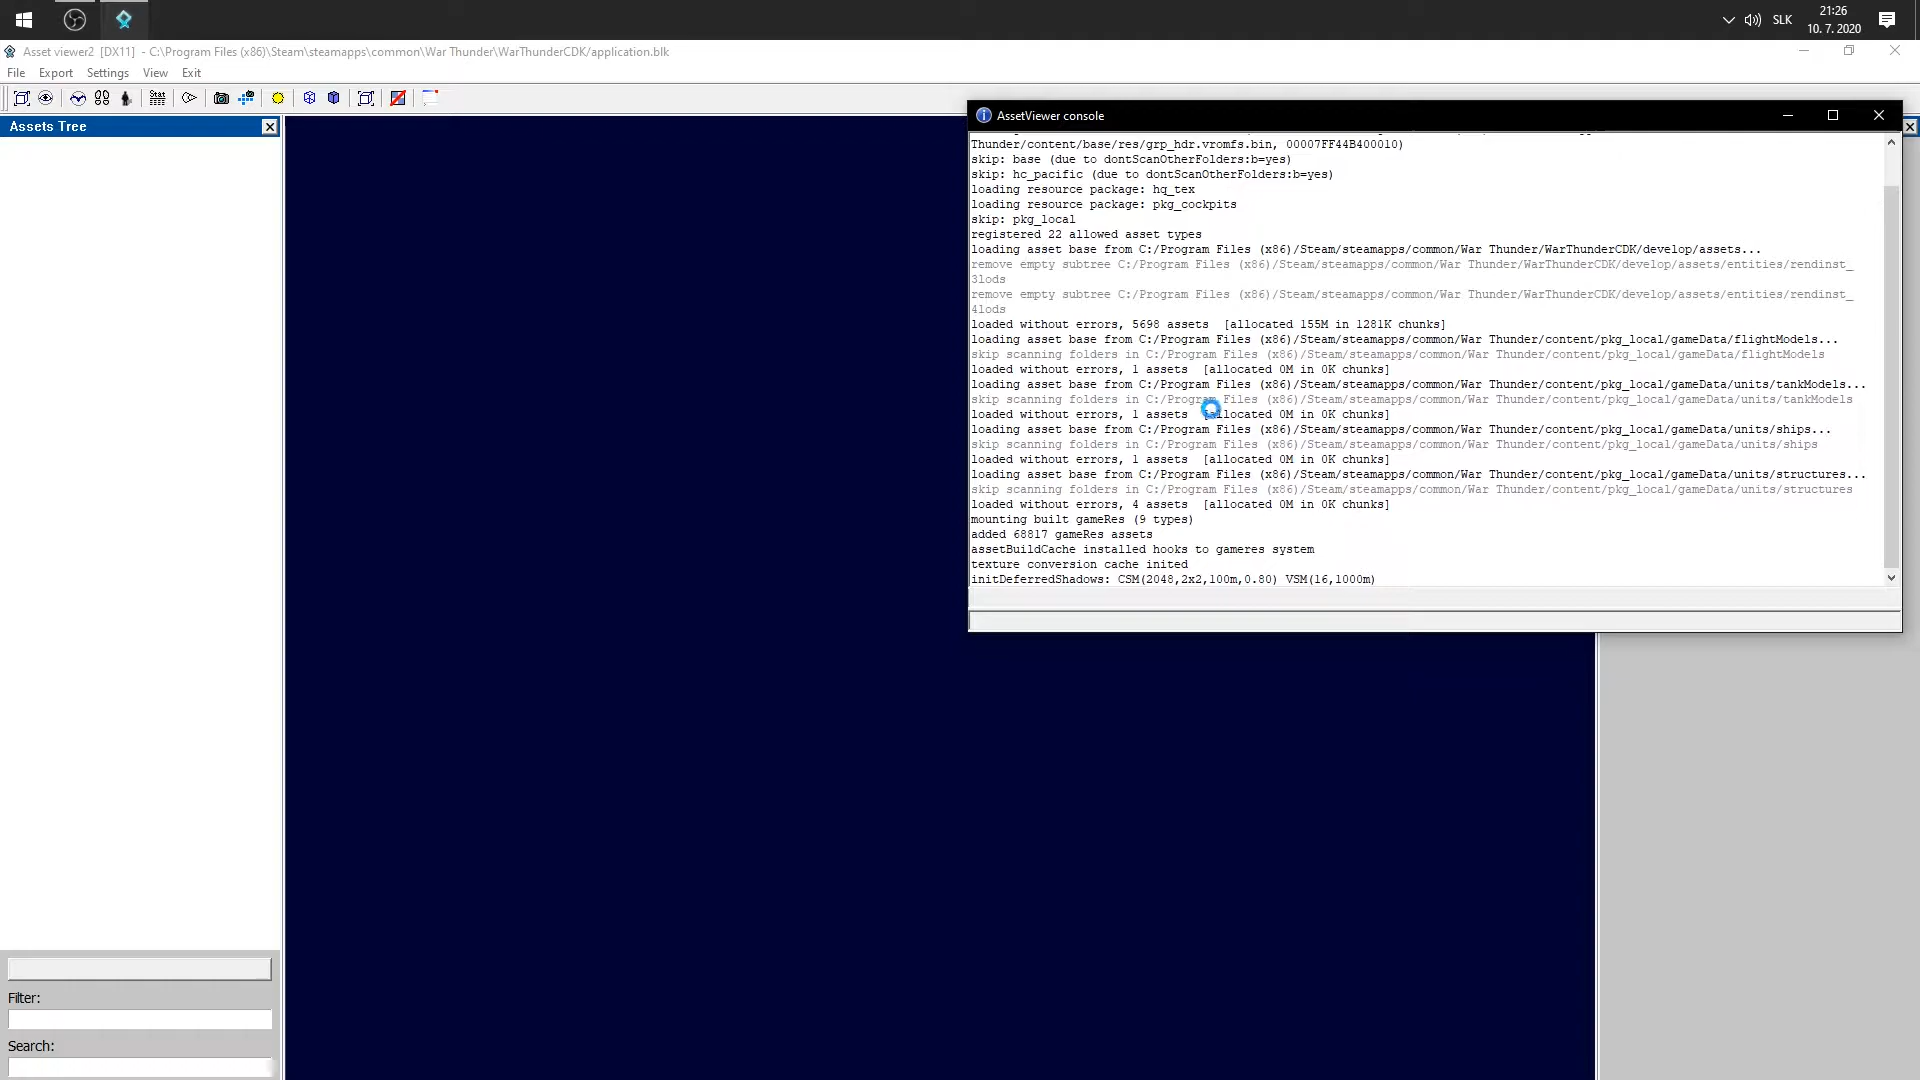 SLK
21:26
10. 7. 2020
Asset viewer2 [DX11] - C:\Program Files (x86)\Steam\steamapps\common\War Thunder\WarThunderCDK/application.blk
File Export Settings View Exit
Stat
Assets Tree
AssetViewer console
Thunder/content/base/res/grp_hdr.vromfs.bin, 00007FF44B400010)
skip: base (due to dontScanOtherFolders:b=yes)
skip: hc_pacific (due to dontScanOtherFolders:b=yes)
loading resource package: hq_tex
loading resource package: pkg_cockpits
skip: pkg_local
registered 22 allowed asset types
loading asset base from C:/Program Files (x86)/Steam/steamapps/common/War Thunder/WarThunderCDK/develop/assets...
remove empty subtree C:/Program Files (x86)/Steam/steamapps/common/War Thunder/WarThunderCDK/develop/assets/entities/rendinst_
3lods
remove empty subtree C:/Program Files (x86)/Steam/steamapps/common/War Thunder/WarThunderCDK/develop/assets/entities/rendinst_
4lods
loaded without errors, 5698 assets [allocated 155M in 1281K chunks]
loading asset base from C:/Program Files (x86)/Steam/steamapps/common/War Thunder/content/pkg_local/gameData/flightModels...
skip scanning folders in C:/Program Files (x86)/Steam/steamapps/common/War Thunder/content/pkg_local/gameData/flightModels
loaded without errors, 1 assets [allocated 0M in 0K chunks]
loading asset base from C:/Program Files (x86)/Steam/steamapps/common/War Thunder/content/pkg_local/gameData/units/tankModels...
skip scanning folders in C:/Program Files (x86)/Steam/steamapps/common/War Thunder/content/pkg_local/gameData/units/tankModels
loaded without errors, 1 assets [allocated 0M in 0K chunks]
loading asset base from C:/Program Files (x86)/Steam/steamapps/common/War Thunder/content/pkg_local/gameData/units/ships...
skip scanning folders in C:/Program Files (x86)/Steam/steamapps/common/War Thunder/content/pkg_local/gameData/units/ships
loaded without errors, 1 assets [allocated 0M in 0K chunks]
loading asset base from C:/Program Files (x86)/Steam/steamapps/common/War Thunder/content/pkg_local/gameData/units/structures...
skip scanning folders in C:/Program Files (x86)/Steam/steamapps/common/War Thunder/content/pkg_local/gameData/units/structures
loaded without errors, 4 assets [allocated 0M in 0K chunks]
mounting built gameRes (9 types)
added 68817 gameRes assets
assetBuildCache installed hooks to gameres system
texture conversion cache inited
initDeferredShadows: CSM(2048,2x2,100m,0.80) VSM(16,1000m)
Filter:
Search: